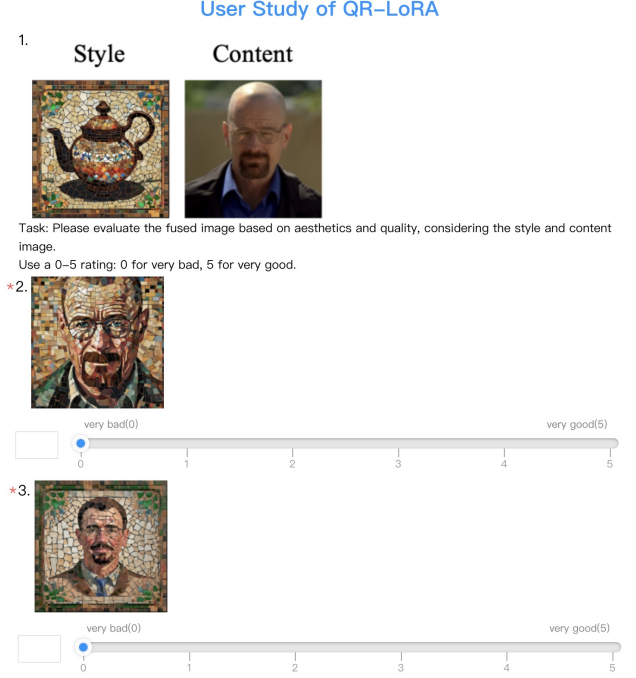 User Study of QR-LoRA
1.
Style Content
Task: Please evaluate the fused image based on aesthetics and quality, considering the style and content
image.
Use a 0-5 rating: 0 for very bad, 5 for very good.
*2.
very bad(0) very good(5)
0 1 2 3 4 5
*3.
very bad(0) very good(5)
0 1 2 3 4 5